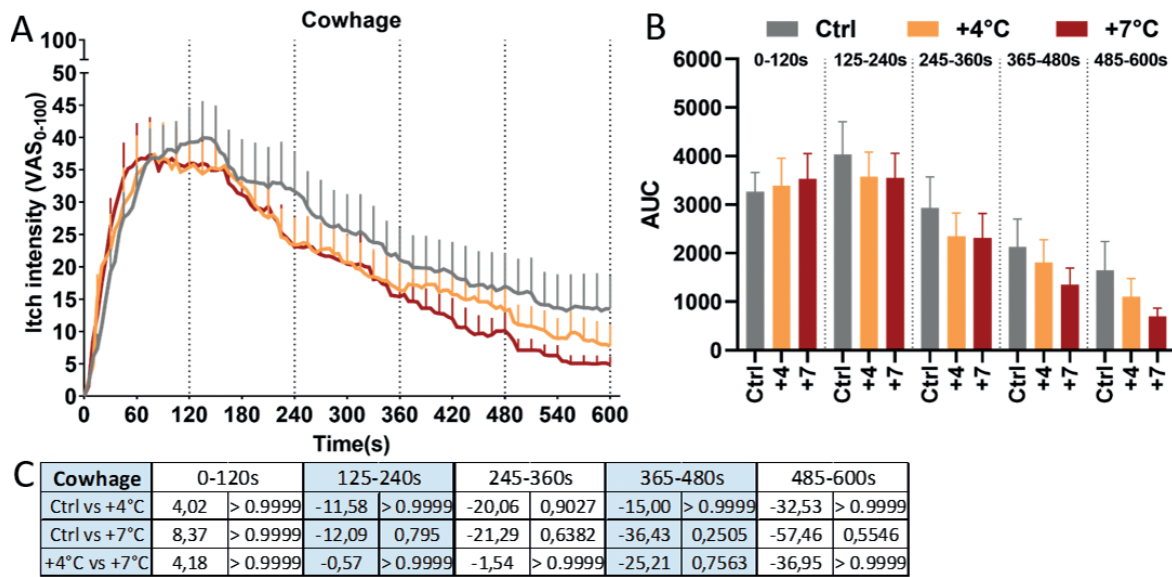 A
Cowhage
Itch intensity (VAS0-100)
100
50
45
40
35
30
25
20
15
10
5
0
0 60 120 180 240 300 360 420 480 540 600
Time(s)
B
Ctrl +4°C +7°C
0-120s 125-240s 245-360s 365-480s 485-600s
AUC
6000
5000
4000
3000
2000
1000
0
Ctrl +4 +7 Ctrl +4 +7 Ctrl +4 +7 Ctrl +4 +7 Ctrl +4 +7
C
Cowhage 0-120s 125-240s 245-360s 365-480s 485-600s
Ctrl vs +4°C 4,02 > 0.9999 -11,58 > 0.9999 -20,06 0,9027 -15,00 > 0.9999 -32,53 > 0.9999
Ctrl vs +7°C 8,37 > 0.9999 -12,09 0,795 -21,29 0,6382 -36,43 0,2505 -57,46 0,5546
+4°C vs +7°C 4,18 > 0.9999 -0,57 > 0.9999 -1,54 > 0.9999 -25,21 0,7563 -36,95 > 0.9999